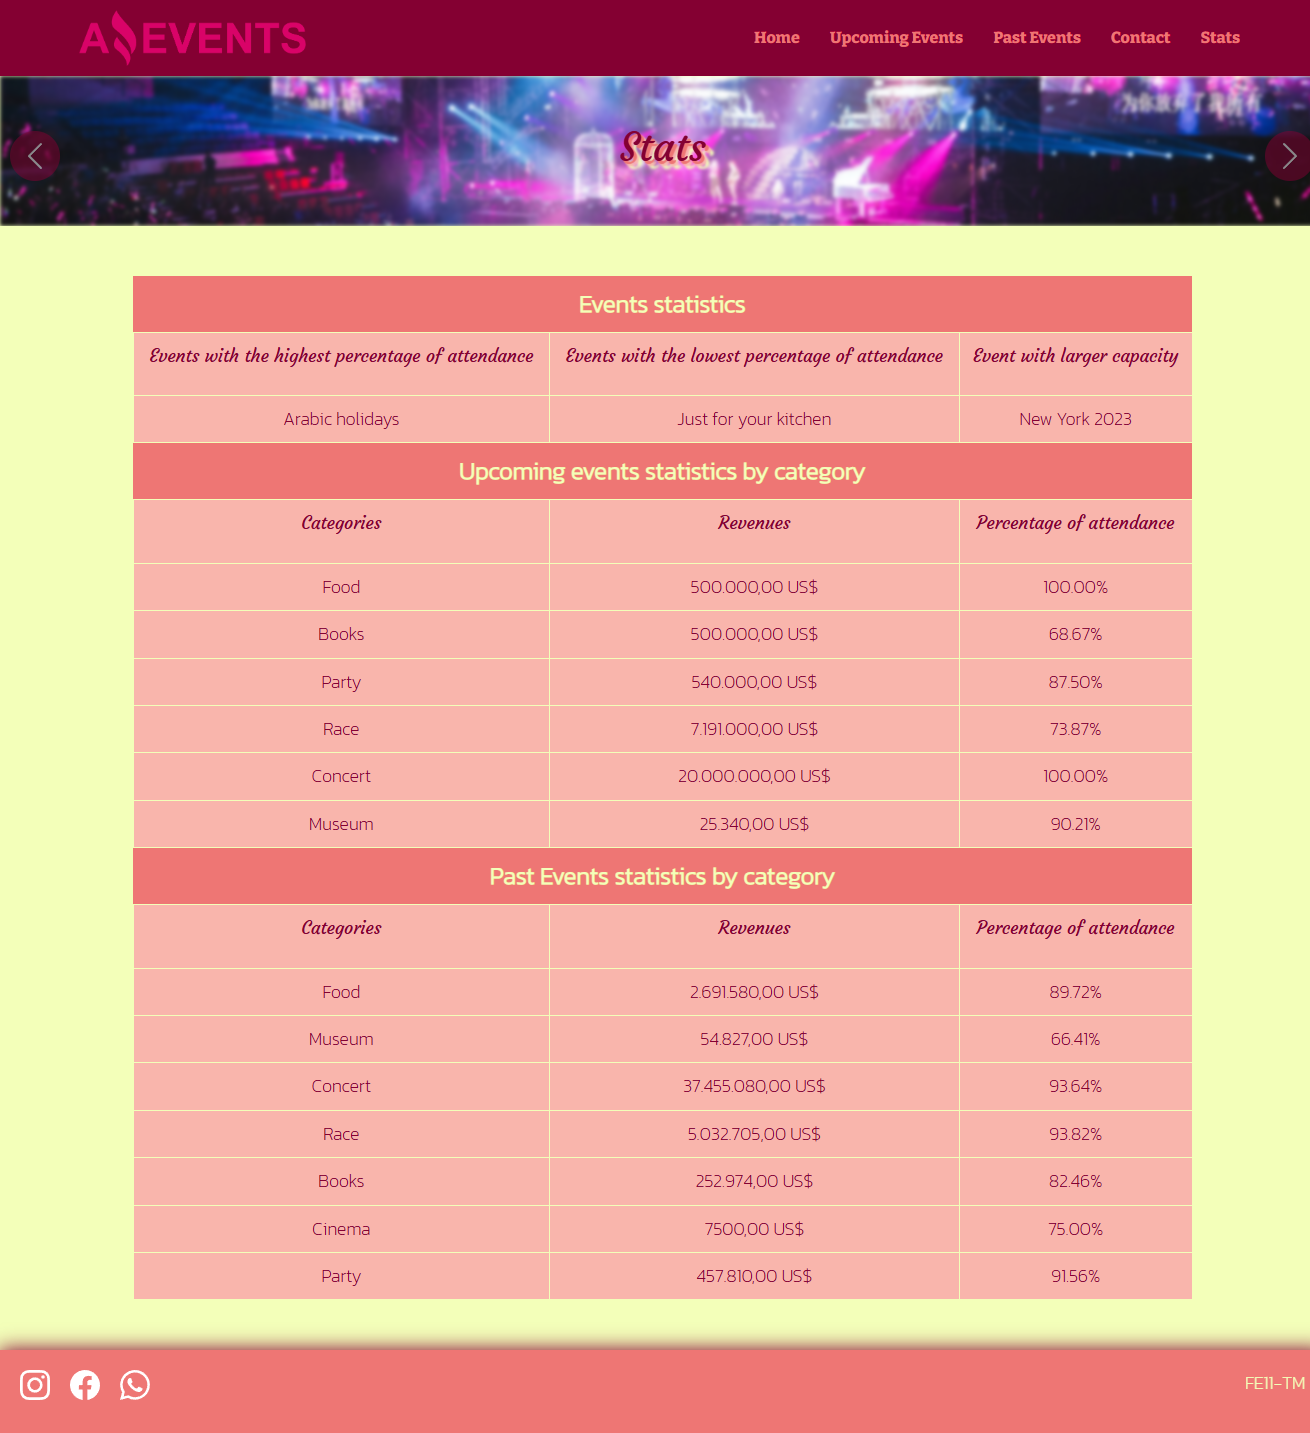 A EVENTS
Home Upcoming Events Past Events Contact Stats
Stats
Events statistics
Events with the highest percentage of attendance Events with the lowest percentage of attendance Event with larger capacity
Arabic holidays Just for your kitchen New York 2023
Upcoming events statistics by category
Categories Revenues Percentage of attendance
Food 500.000,00 US$ 100.00%
Books 500.000,00 US$ 68.67%
Party 540.000,00 US$ 87.50%
Race 7.191.000,00 US$ 73.87%
Concert 20.000.000,00 US$ 100.00%
Museum 25.340,00 US$ 90.21%
Past Events statistics by category
Categories Revenues Percentage of attendance
Food 2.691.580,00 US$ 89.72%
Museum 54.827,00 US$ 66.41%
Concert 37.455.080,00 US$ 93.64%
Race 5.032.705,00 US$ 93.82%
Books 252.974,00 US$ 82.46%
Cinema 7500,00 US$ 75.00%
Party 457.810,00 US$ 91.56%
FE11-TM